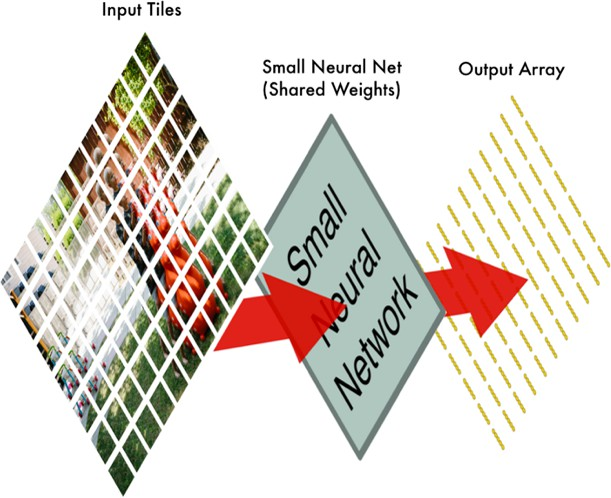 Input Tiles
Small Neural Net
(Shared Weights)
Output Array
Small
Neural
Network